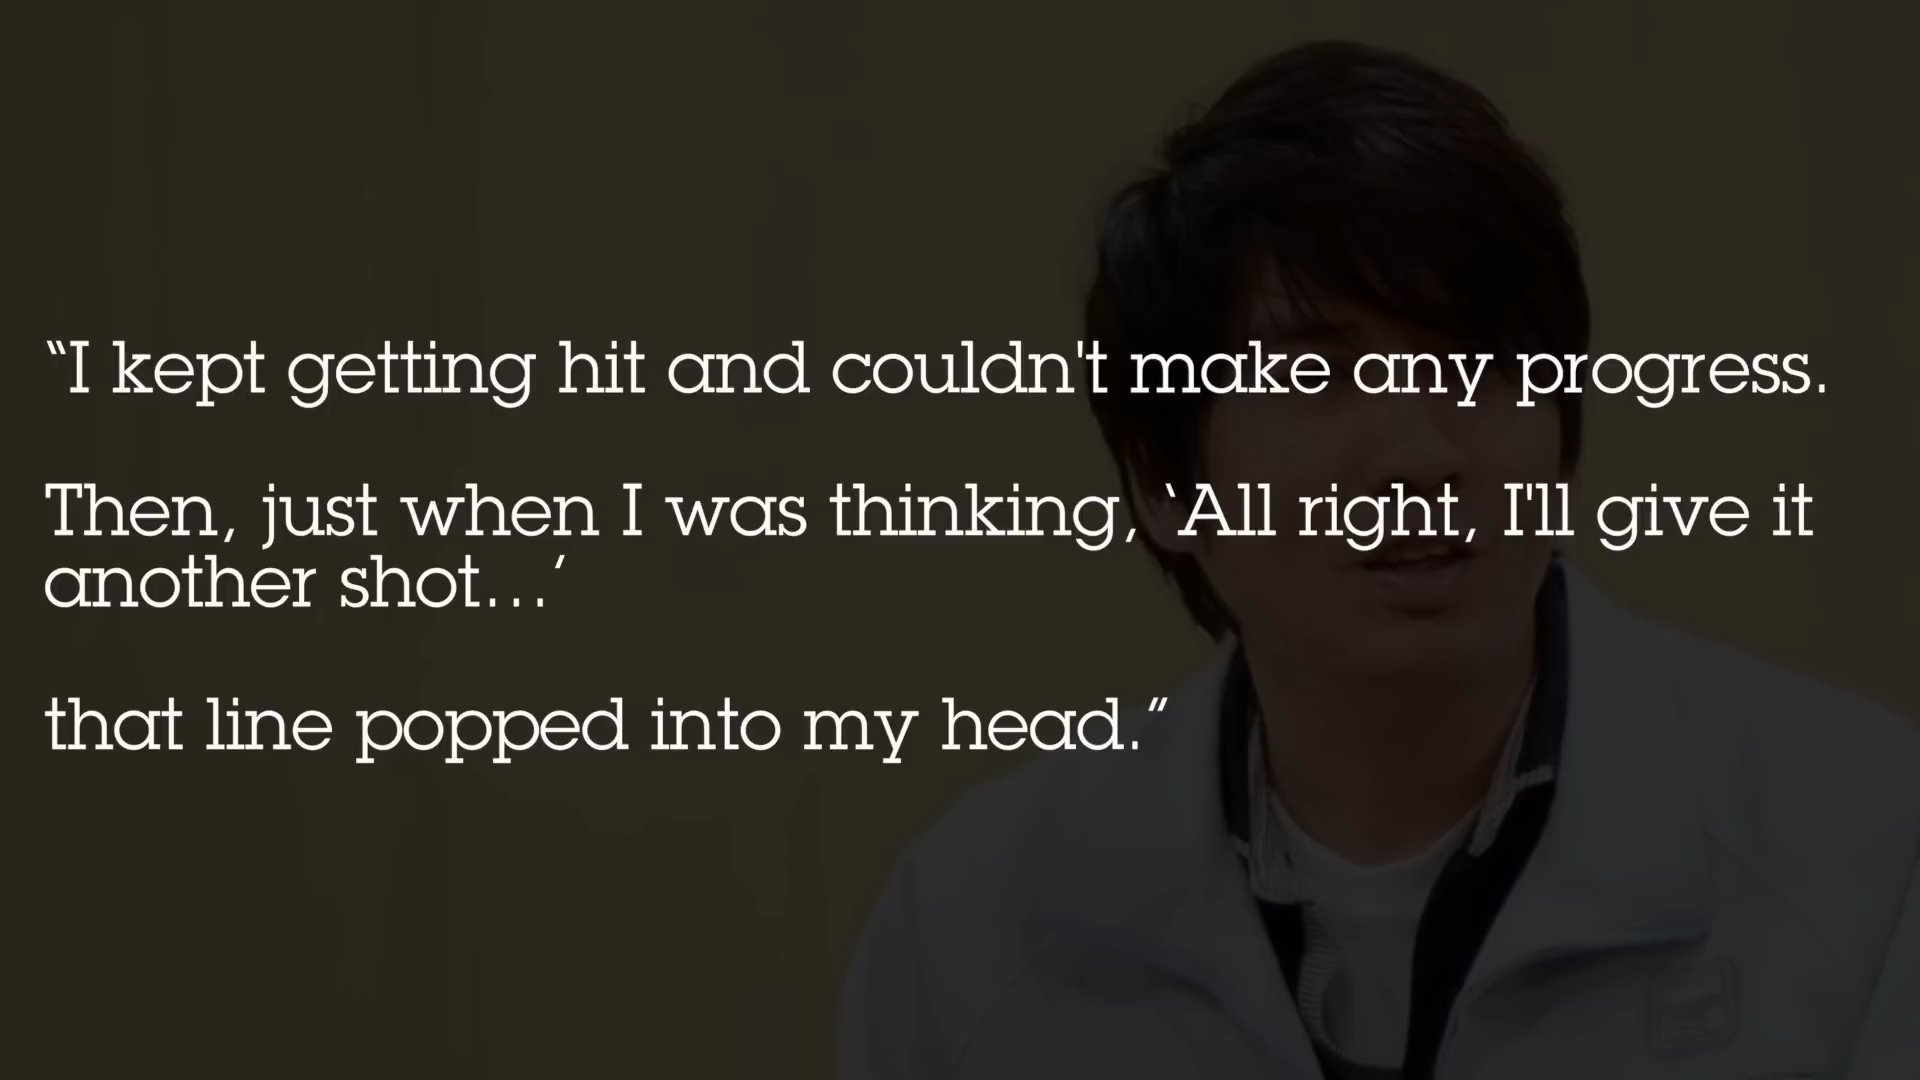 “I kept getting hit and couldn't make any progress.
Then, just when I was thinking, ‘All right, I'll give it
another shot...’
that line popped into my head.”